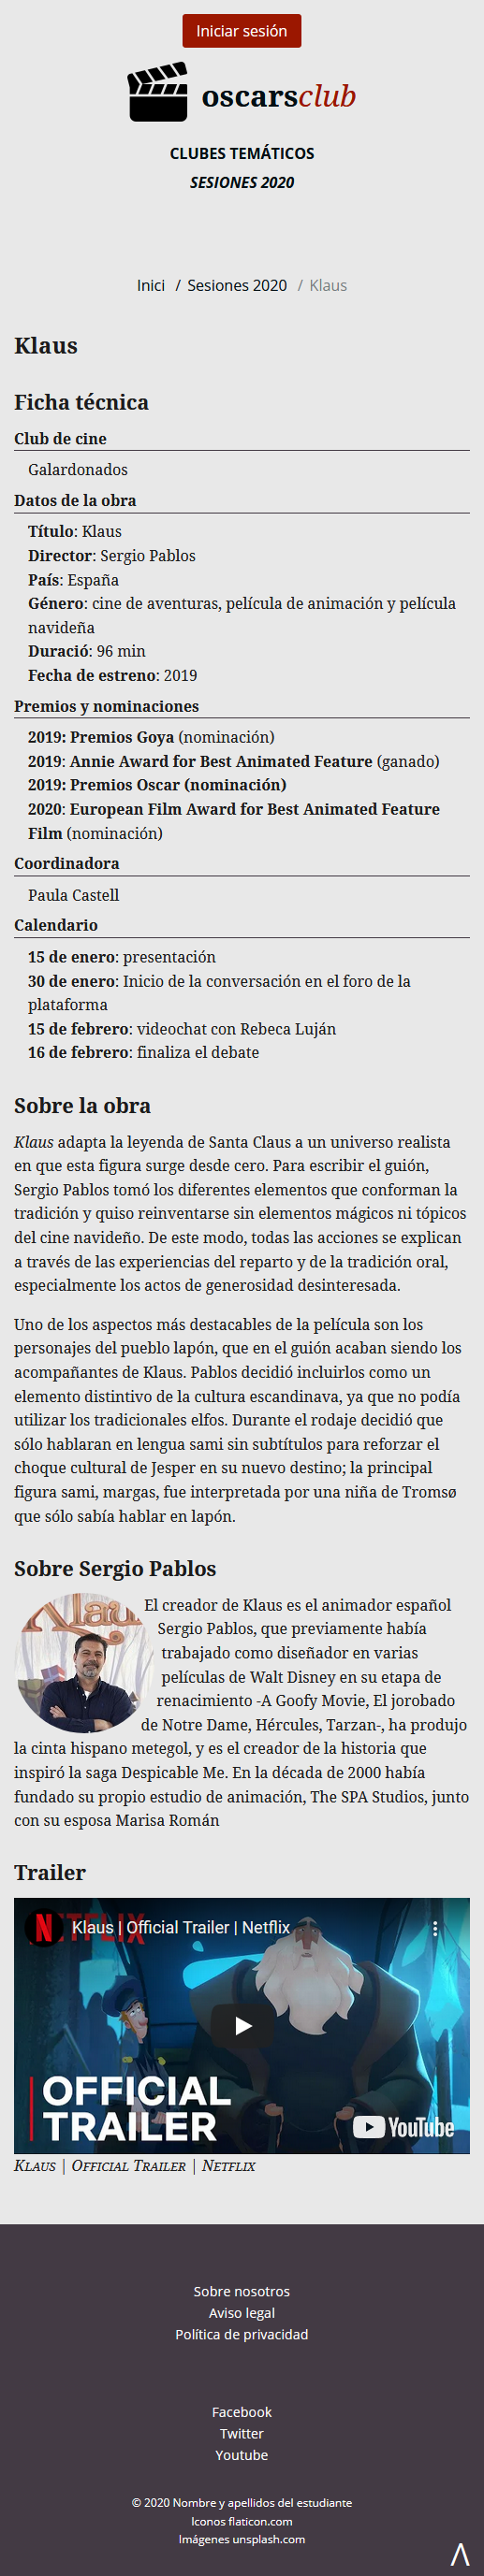 Iniciar sesión
oscarsclub
CLUBES TEMÁTICOS
SESIONES 2020
Inici / Sesiones 2020 / Klaus
Klaus
Ficha técnica
Club de cine
Galardonados
Datos de la obra
Título: Klaus
Director: Sergio Pablos
País: España
Género: cine de aventuras, película de animación y película
navideña
Duració: 96 min
Fecha de estreno: 2019
Premios y nominaciones
2019: Premios Goya (nominación)
2019: Annie Award for Best Animated Feature (ganado)
2019: Premios Oscar (nominación)
2020: European Film Award for Best Animated Feature
Film (nominación)
Coordinadora
Paula Castell
Calendario
15 de enero: presentación
30 de enero: Inicio de la conversación en el foro de la
plataforma
15 de febrero: videochat con Rebeca Luján
16 de febrero: finaliza el debate
Sobre la obra
Klaus adapta la leyenda de Santa Claus a un universo realista
en que esta figura surge desde cero. Para escribir el guión,
Sergio Pablos tomó los diferentes elementos que conforman la
tradición y quiso reinventarse sin elementos mágicos ni tópicos
del cine navideño. De este modo, todas las acciones se explican
a través de las experiencias del reparto y de la tradición oral,
especialmente los actos de generosidad desinteresada.
Uno de los aspectos más destacables de la película son los
personajes del pueblo lapón, que en el guión acaban siendo los
acompañantes de Klaus. Pablos decidió incluirlos como un
elemento distintivo de la cultura escandinava, ya que no podía
utilizar los tradicionales elfos. Durante el rodaje decidió que
sólo hablaran en lengua sami sin subtítulos para reforzar el
choque cultural de Jesper en su nuevo destino; la principal
figura sami, margas, fue interpretada por una niña de Tromsø
que sólo sabía hablar en lapón.
Sobre Sergio Pablos
El creador de Klaus es el animador español
Sergio Pablos, que previamente había
trabajado como diseñador en varias
películas de Walt Disney en su etapa de
renacimiento -A Goofy Movie, El jorobado
de Notre Dame, Hércules, Tarzan-, ha produjo
la cinta hispano metegol, y es el creador de la historia que
inspiró la saga Despicable Me. En la década de 2000 había
fundado su propio estudio de animación, The SPA Studios, junto
con su esposa Marisa Román
Trailer
Klaus | Official Trailer | Netflix
OFFICIAL
TRAILER
YouTube
Klaus | Official Trailer | Netflix
Sobre nosotros
Aviso legal
Política de privacidad
Facebook
Twitter
Youtube
© 2020 Nombre y apellidos del estudiante
Iconos flaticon.com
Imágenes unsplash.com